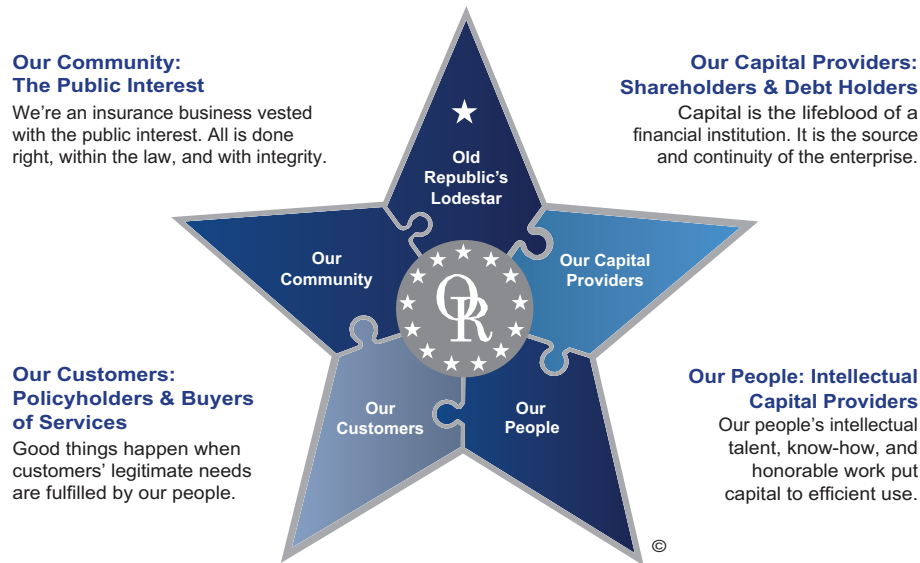 Our Community:
The Public Interest
We’re an insurance business vested
with the public interest. All is done
right, within the law, and with integrity.
Our Capital Providers:
Shareholders & Debt Holders
Capital is the lifeblood of a
financial institution. It is the source
and continuity of the enterprise.
Old
Republic’s
Lodestar
Our
Community
Our Capital
Providers
OR
Our Customers:
Policyholders & Buyers
of Services
Good things happen when
customers’ legitimate needs
are fulfilled by our people.
Our
Customers
Our
People
Our People: Intellectual
Capital Providers
Our people’s intellectual
talent, know-how, and
honorable work put
capital to efficient use.
©